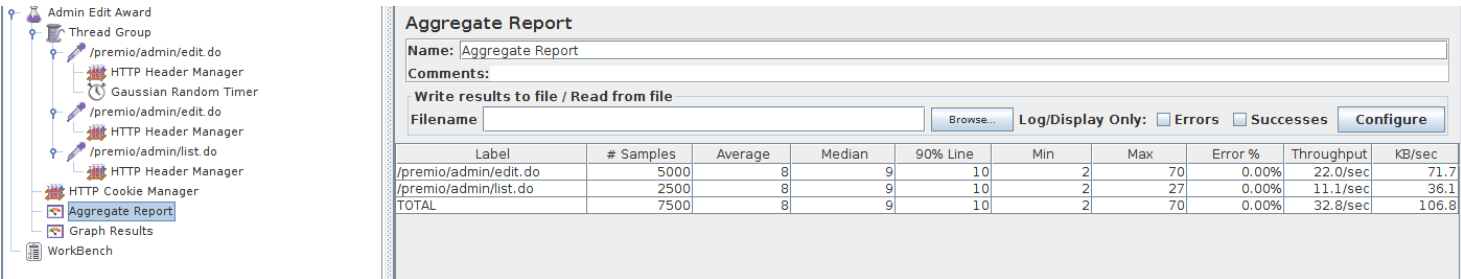 Admin Edit Award
Thread Group
/premio/admin/edit.do
HTTP Header Manager
Gaussian Random Timer
/premio/admin/edit.do
HTTP Header Manager
/premio/admin/list.do
HTTP Header Manager
HTTP Cookie Manager
Aggregate Report
Graph Results
WorkBench
Aggregate Report
Name: Aggregate Report
Comments:
Write results to file / Read from file
Filename Browse... Log/Display Only: Errors Successes Configure
Label # Samples Average Median 90% Line Min Max Error % Throughput KB/sec
/premio/admin/edit.do 5000 8 9 10 2 70 0.00% 22.0/sec 71.7
/premio/admin/list.do 2500 8 9 10 2 27 0.00% 11.1/sec 36.1
TOTAL 7500 8 9 10 2 70 0.00% 32.8/sec 106.8